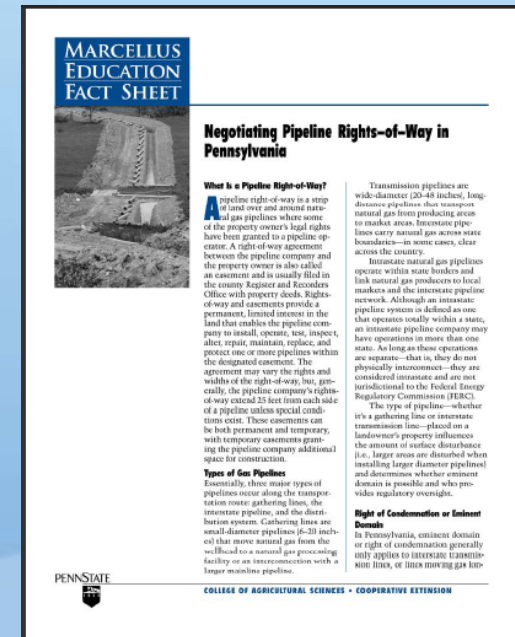 MARCELLUS
EDUCATION
FACT SHEET
Negotiating Pipeline Rights-of-Way in
Pennsylvania
What Is a Pipeline Right-of-Way?
A pipeline right-of-way is a strip
of land over and around natu-
ral gas pipelines where some
of the property owner's legal rights
have been granted to a pipeline op-
erator. A right-of-way agreement
between the pipeline company and
the property owner is also called
an easement and is usually filed in
the county Register and Recorders
Office with property deeds. Rights-
of-way and easements provide a
permanent, limited interest in the
land that enables the pipeline com-
pany to install, operate, test, inspect,
alter, repair, maintain, replace, and
protect one or more pipelines within
the designated easement. The
agreement may vary the rights and
widths of the right-of-way, but, gen-
erally, the pipeline company's rights-
of-way extend 25 feet from each side
of a pipeline unless special condi-
tions exist. These easements can
be both permanent and temporary,
with temporary easements grant-
ing the pipeline company additional
space for construction.
Types of Gas Pipelines
Essentially, three major types of
pipelines occur along the transpor-
tation route: gathering lines, the
interstate pipeline, and the distri-
bution system. Gathering lines are
small-diameter pipelines (6–20 inch-
es) that move natural gas from the
wellhead to a natural gas processing
facility or an interconnection with a
larger mainline pipeline.
Transmission pipelines are
wide-diameter (20–48 inches), long-
distance pipelines that transport
natural gas from producing areas
to market areas. Interstate pipe-
lines carry natural gas across state
boundaries—in some cases, clear
across the country.
Intrastate natural gas pipelines
operate within state borders and
link natural gas producers to local
markets and the interstate pipeline
network. Although an intrastate
pipeline system is defined as one
that operates totally within a state,
an intrastate pipeline company may
have operations in more than one
state. As long as these operations
are separate—that is, they do not
physically interconnect—they are
considered intrastate and are not
jurisdictional to the Federal Energy
Regulatory Commission (FERC).
The type of pipeline—whether
it's a gathering line or interstate
transmission line—placed on a
landowner's property influences
the amount of surface disturbance
(i.e., larger areas are disturbed when
installing larger diameter pipelines)
and determines whether eminent
domain is possible and who pro-
vides regulatory oversight.
Right of Condemnation or Eminent
Domain
In Pennsylvania, eminent domain
or right of condemnation generally
only applies to interstate transmis-
sion lines, or lines moving gas lon-
PENNSTATE
COLLEGE OF AGRICULTURAL SCIENCES • COOPERATIVE EXTENSION